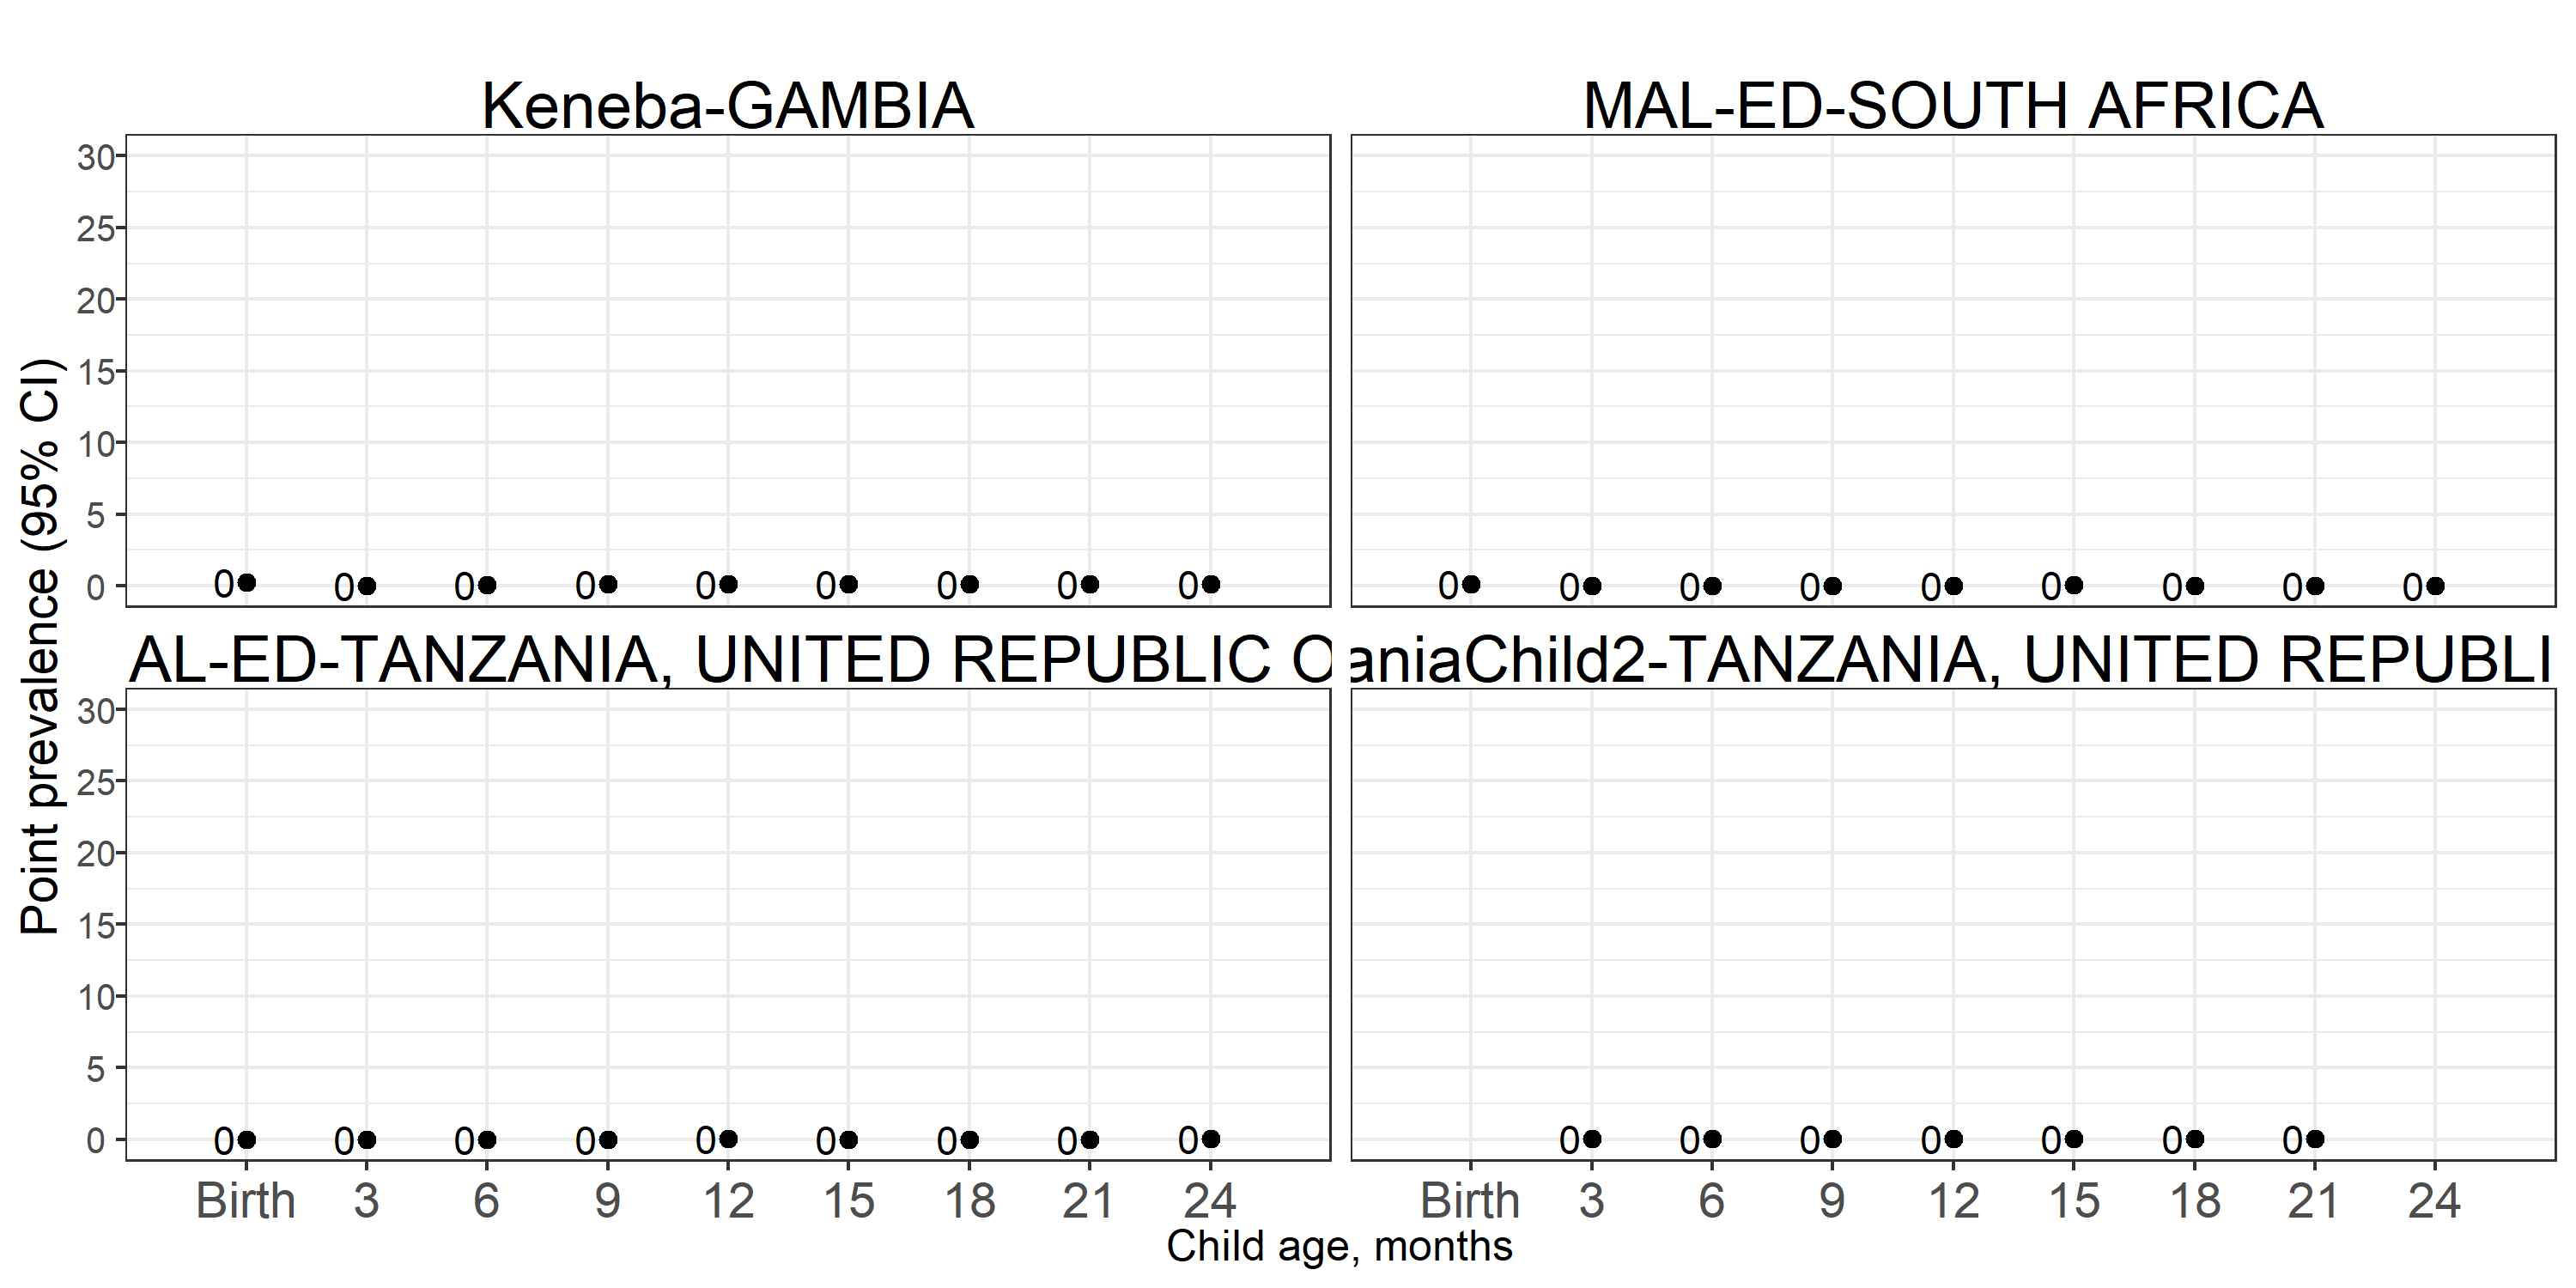 Keneba-GAMBIA
MAL-ED-SOUTH AFRICA
30
25
20
15
10
5
0
0 0 0 0 0 0 0 0 0
0 0 0 0 0 0 0 0 0
AL-ED-TANZANIA, UNITED REPUBLIC O
aniaChild2-TANZANIA, UNITED REPUBLI
30
25
20
15
10
5
0
0 0 0 0 0 0 0 0 0
0 0 0 0 0 0 0
Birth 3 6 9 12 15 18 21 24
Birth 3 6 9 12 15 18 21 24
Child age, months
Point prevalence (95% CI)